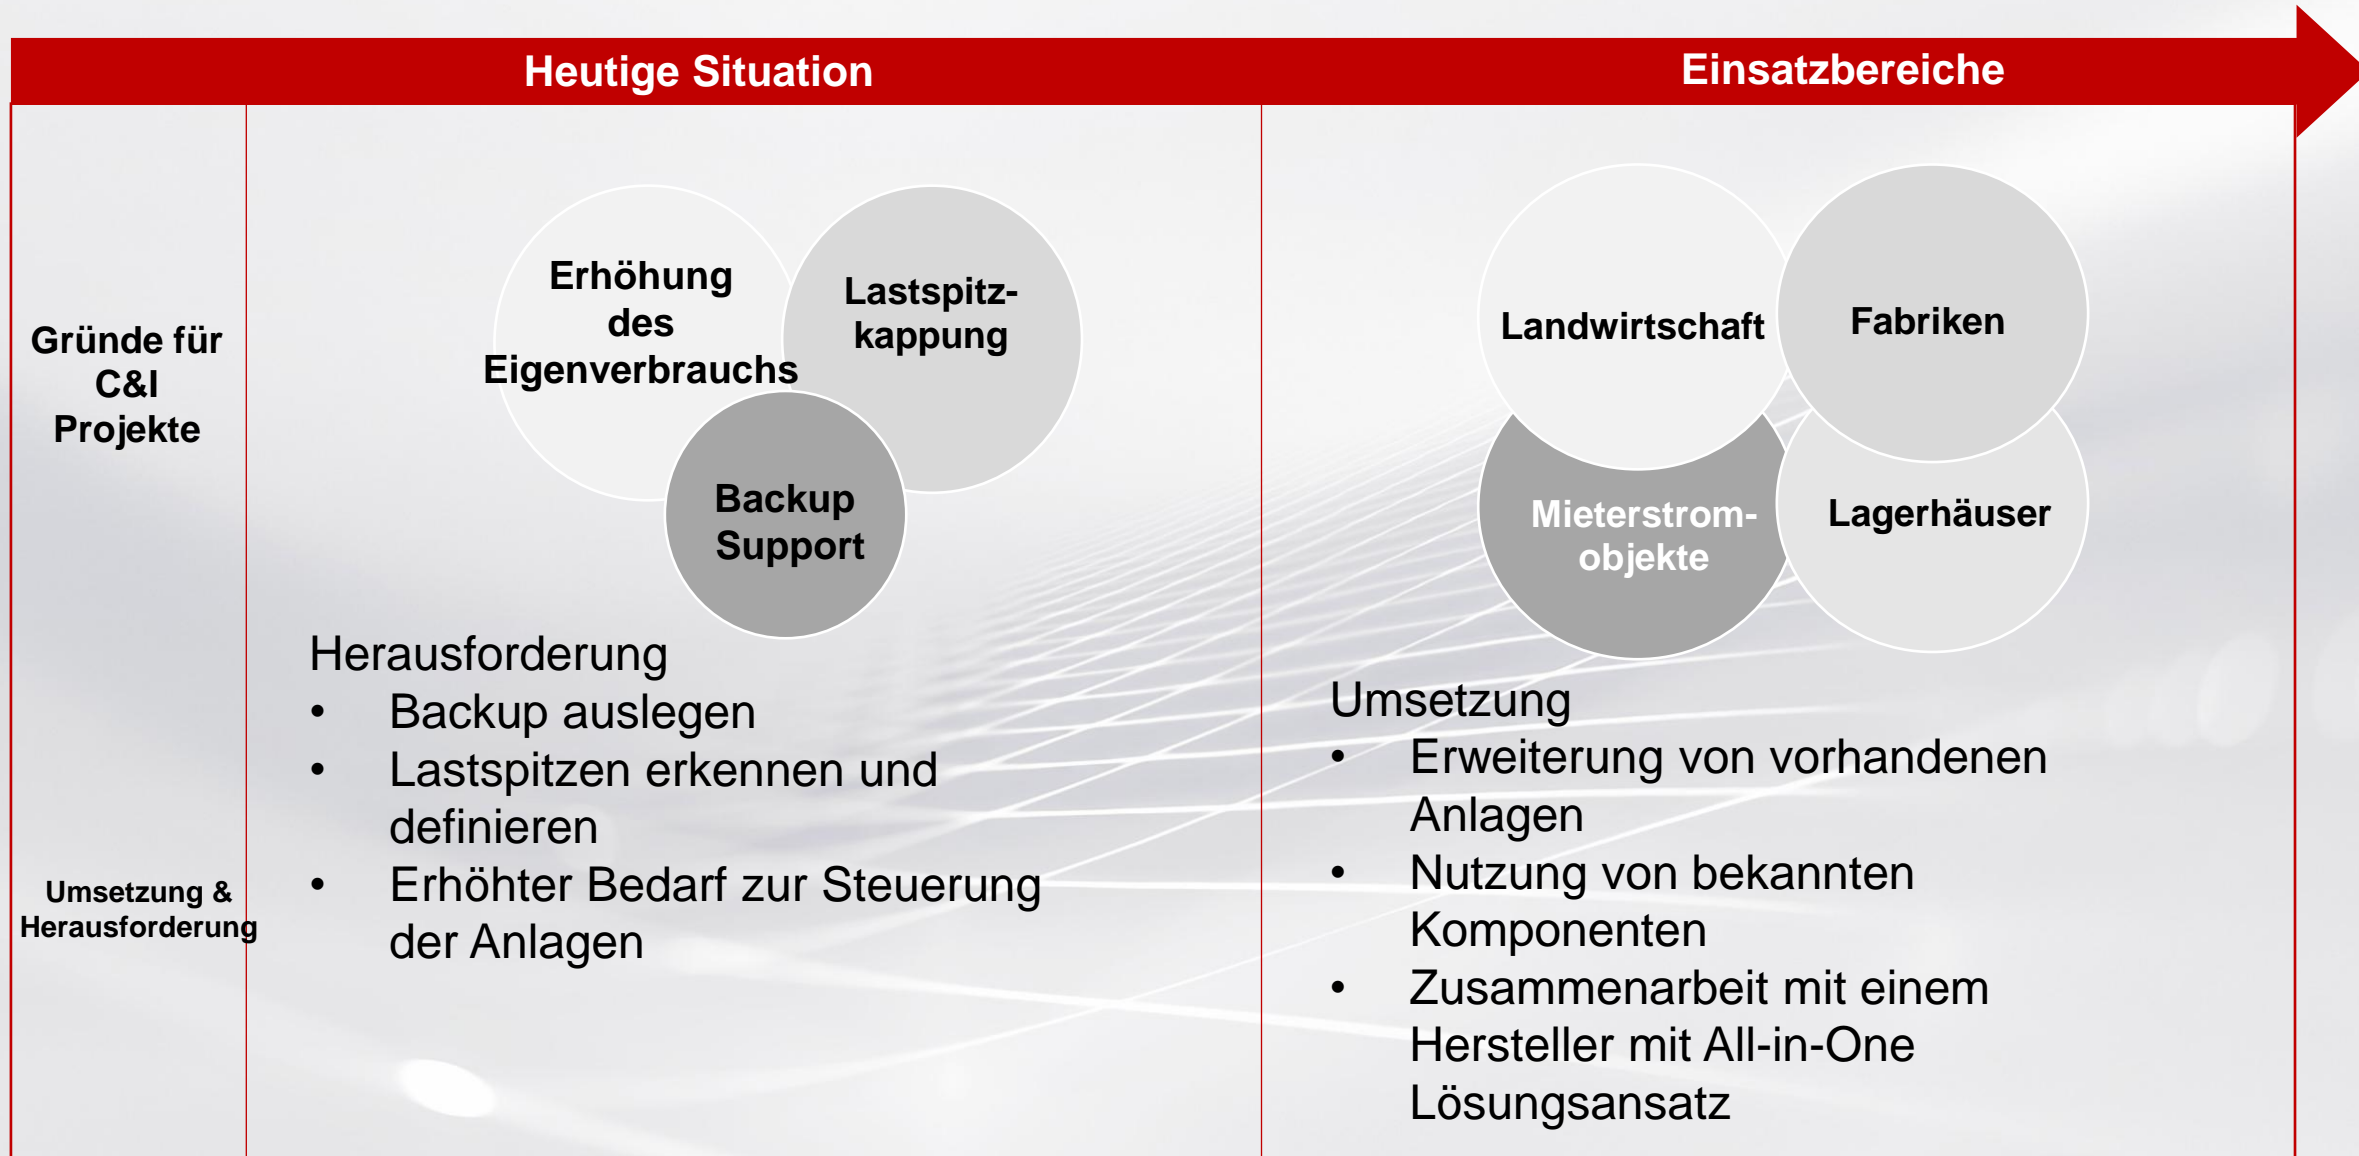 Heutige Situation
Einsatzbereiche
Gründe für
C&I
Projekte
Erhöhung
des
Eigenverbrauchs
Lastspitz-
kappung
Backup
Support
Landwirtschaft
Fabriken
Mieterstrom-
objekte
Lagerhäuser
Umsetzung &
Herausforderung
Herausforderung
• Backup auslegen
• Lastspitzen erkennen und
definieren
• Erhöhter Bedarf zur Steuerung
der Anlagen
Umsetzung
• Erweiterung von vorhandenen
Anlagen
• Nutzung von bekannten
Komponenten
• Zusammenarbeit mit einem
Hersteller mit All-in-One
Lösungsansatz